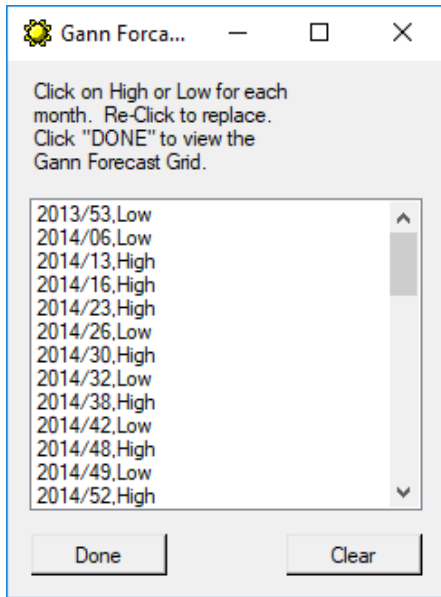 Gann Forca...
Click on High or Low for each
month.  Re-Click to replace.
Click "DONE" to view the
Gann Forecast Grid.
2013/53,Low
2014/06,Low
2014/13,High
2014/16,High
2014/23,High
2014/26,Low
2014/30,High
2014/32,Low
2014/38,High
2014/42,Low
2014/48,High
2014/49,Low
2014/52,High
Done Clear